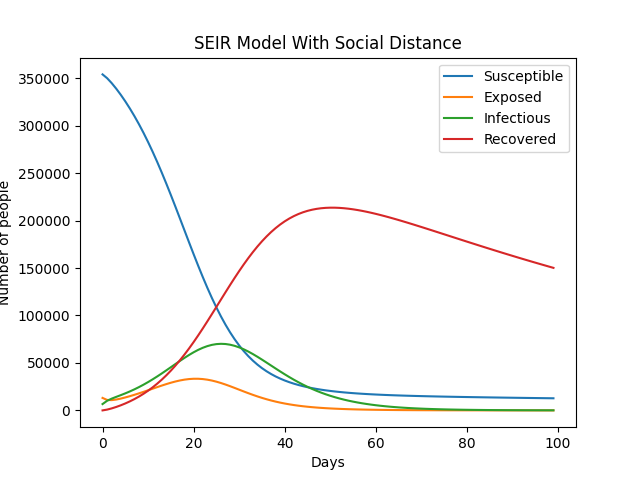 SEIR Model With Social Distance
Number of people
350000
300000
250000
200000
150000
100000
50000
0
Susceptible
Exposed
Infectious
Recovered
0 20 40 60 80 100
Days